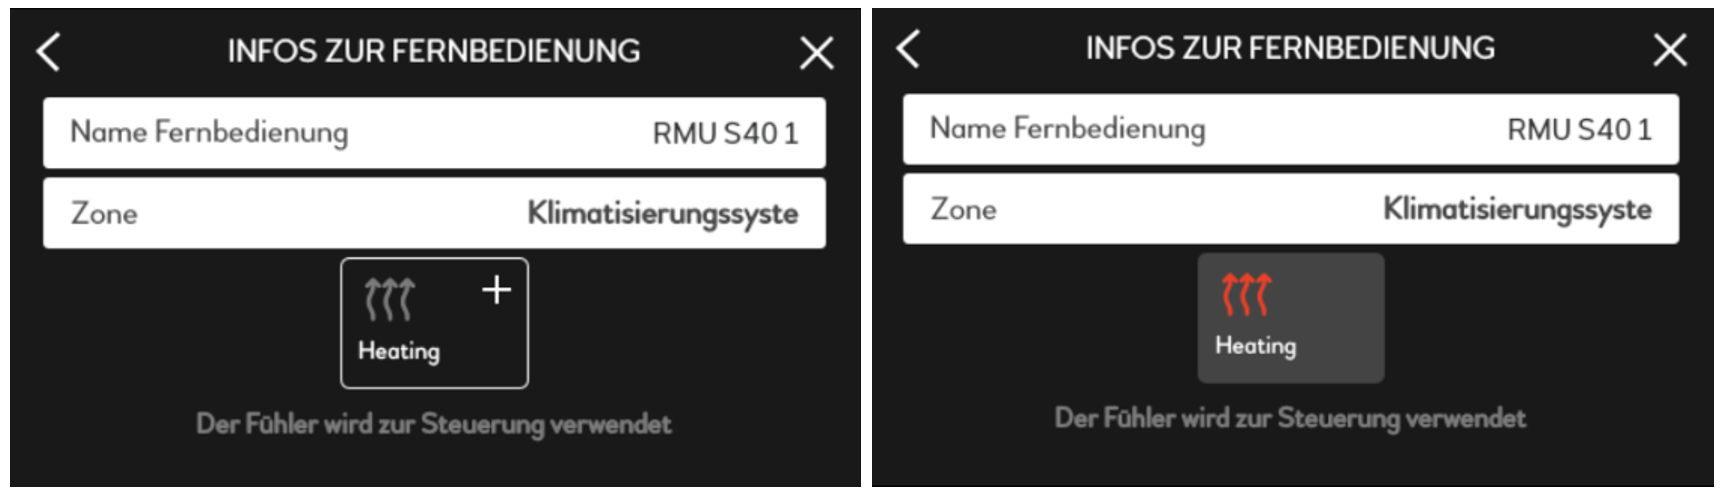 INFOS ZUR FERNBEDIENUNG
Name Fernbedienung RMU S40 1
Zone Klimatisierungssyste
Heating
Der Fühler wird zur Steuerung verwendet
INFOS ZUR FERNBEDIENUNG
Name Fernbedienung RMU S40 1
Zone Klimatisierungssyste
Heating
Der Fühler wird zur Steuerung verwendet